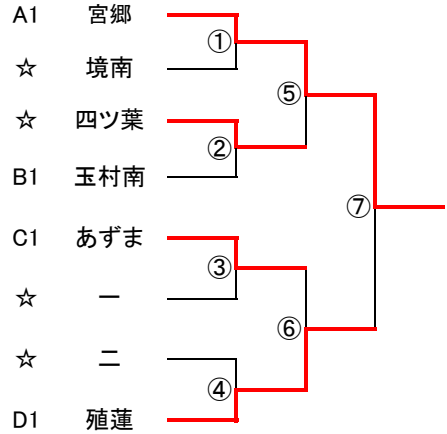 A1 宮郷
①
☆ 境南
⑤
☆ 四ツ葉
②
B1 玉村南
⑦
C1 あずま
③
☆ 一
⑥
☆ 二
④
D1 殖蓮